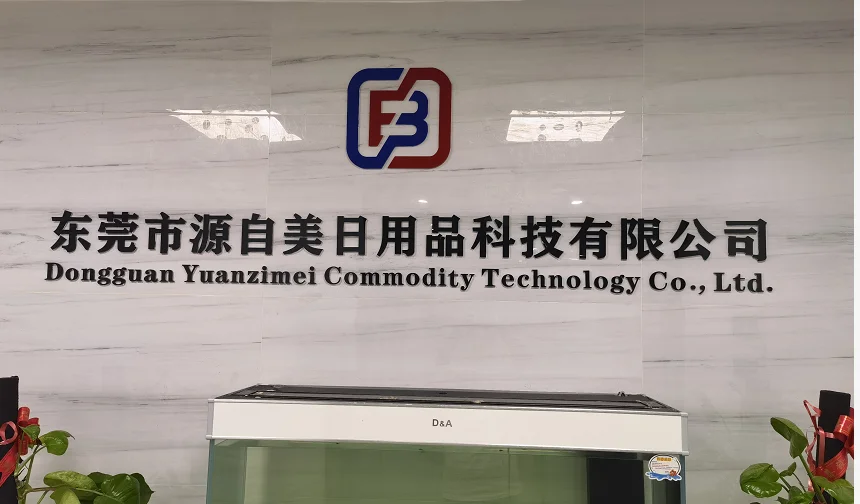 FB
东莞市源自美日用品科技有限公司
Dongguan Yuanzimei Commodity Technology Co., Ltd.
D&A